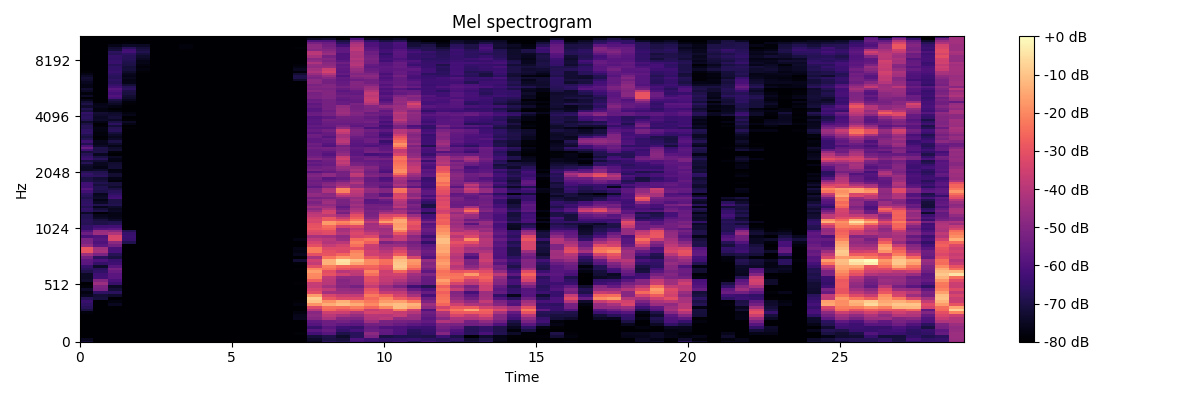 Mel spectrogram
Hz
8192
4096
2048
1024
512
0
0 5 10 15 20 25
Time
+0 dB
-10 dB
-20 dB
-30 dB
-40 dB
-50 dB
-60 dB
-70 dB
-80 dB